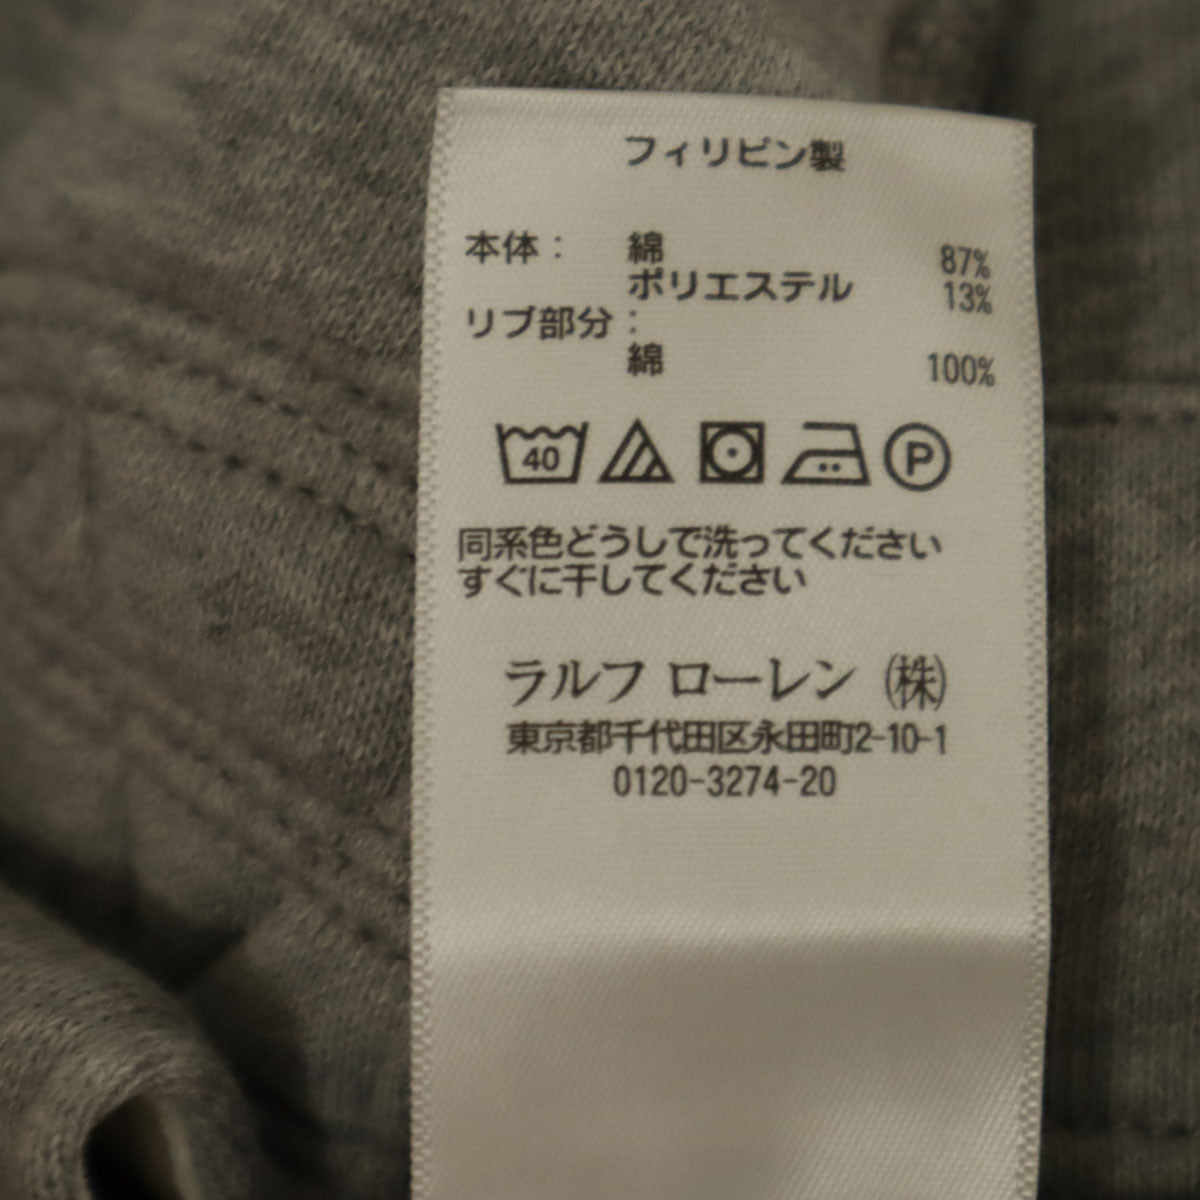 フィリピン製
本体: 綿 87%
ポリエステル 13%
リブ部分:
綿 100%
40 P
同系色どうしで洗ってください
すぐに干してください
ラルフ ローレン (株)
東京都千代田区永田町2-10-1
0120-3274-20